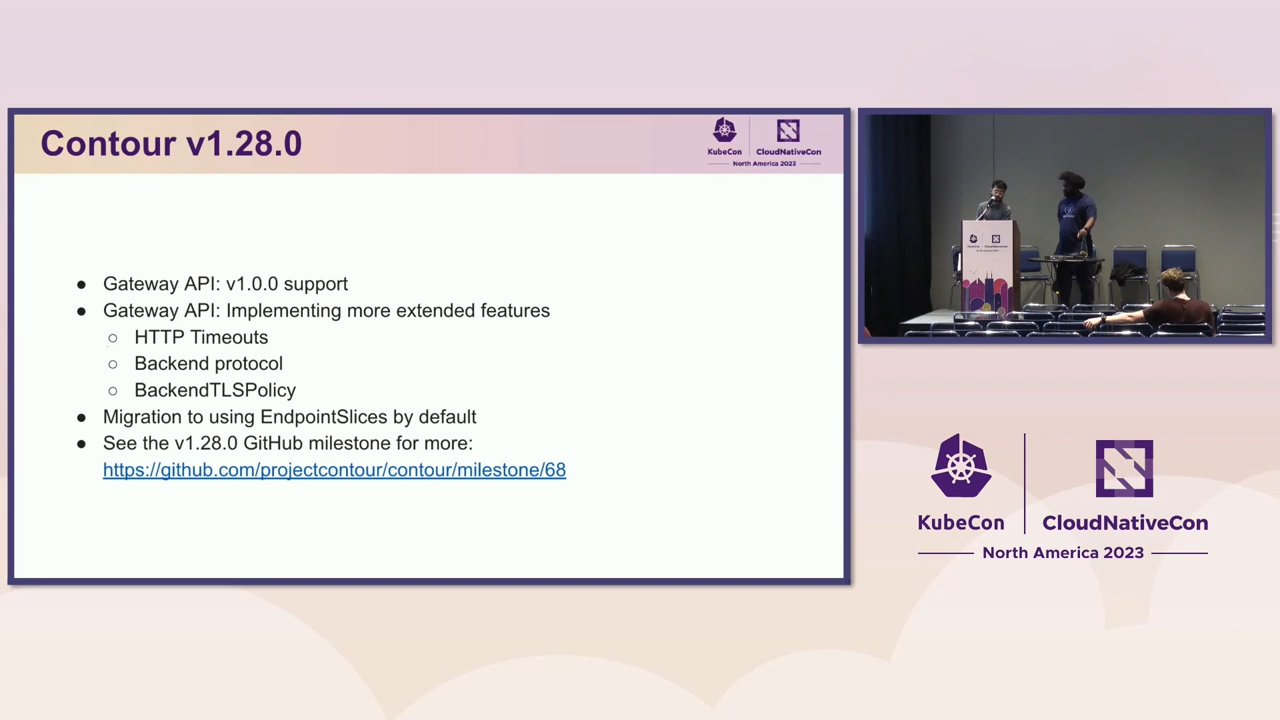 Contour v1.28.0
KubeCon
CloudNativeCon
North America 2023
Gateway API: v1.0.0 support
Gateway API: Implementing more extended features
HTTP Timeouts
Backend protocol
BackendTLSPolicy
Migration to using EndpointSlices by default
See the v1.28.0 GitHub milestone for more:
https://github.com/projectcontour/contour/milestone/68
KubeCon
CloudNativeCon
North America 2023